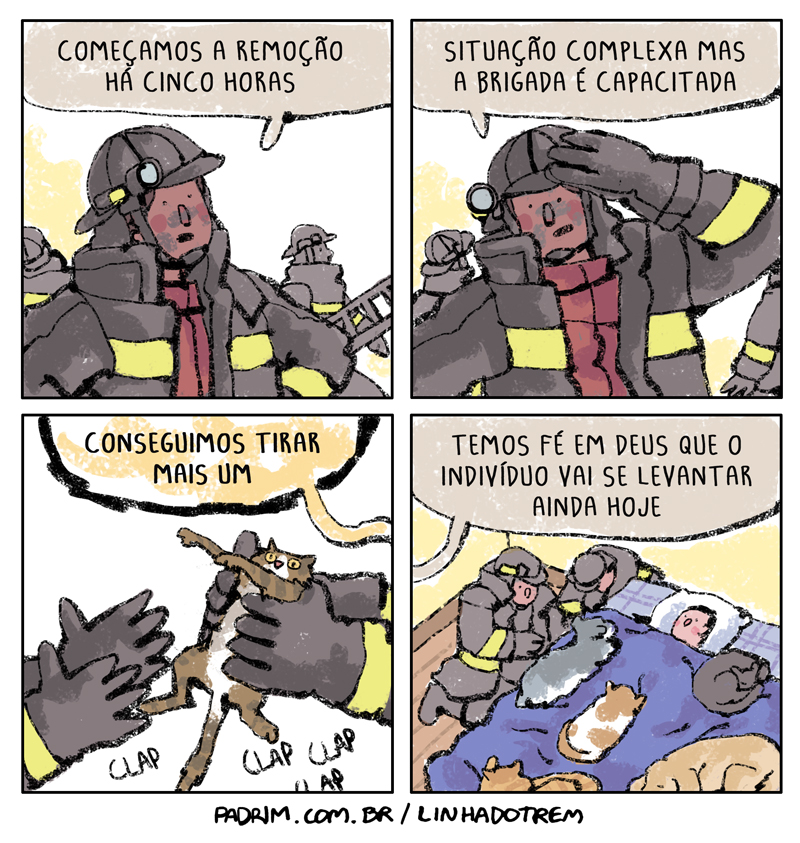 COMEÇAMOS A REMOÇÃO
HÁ CINCO HORAS
SITUAÇÃO COMPLEXA MAS
A BRIGADA É CAPACITADA
CONSEGUIMOS TIRAR
MAIS UM
CLAP
CLAP CLAP
CLAP
TEMOS FÉ EM DEUS QUE O
INDIVÍDUO VAI SE LEVANTAR
AINDA HOJE
PADRIM.COM.BR / LINHADOTREM